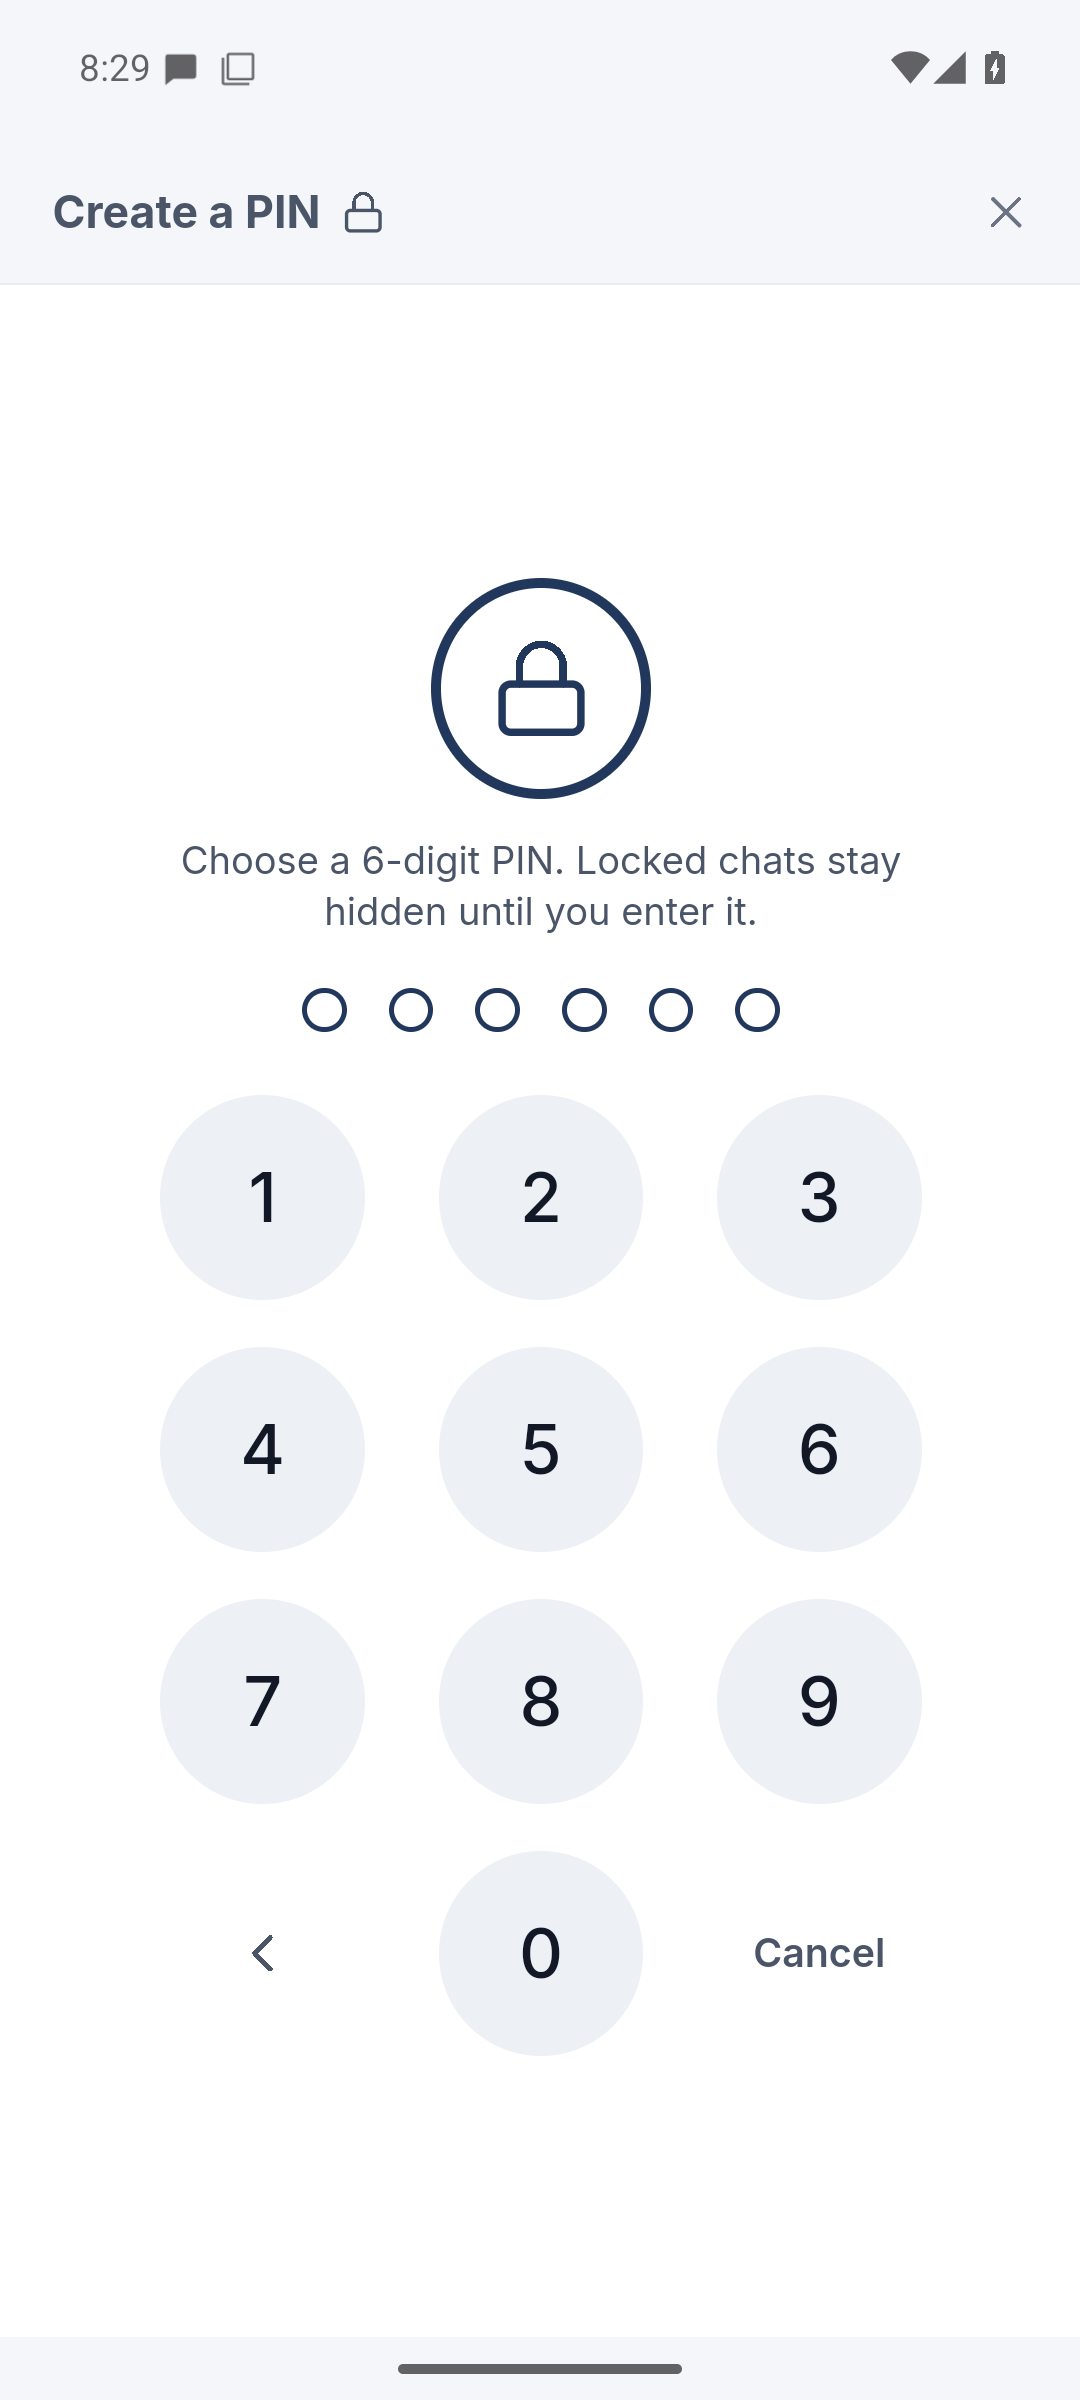 8:29
Create a PIN
Choose a 6-digit PIN. Locked chats stay
hidden until you enter it.
1 2 3
4 5 6
7 8 9
0 Cancel